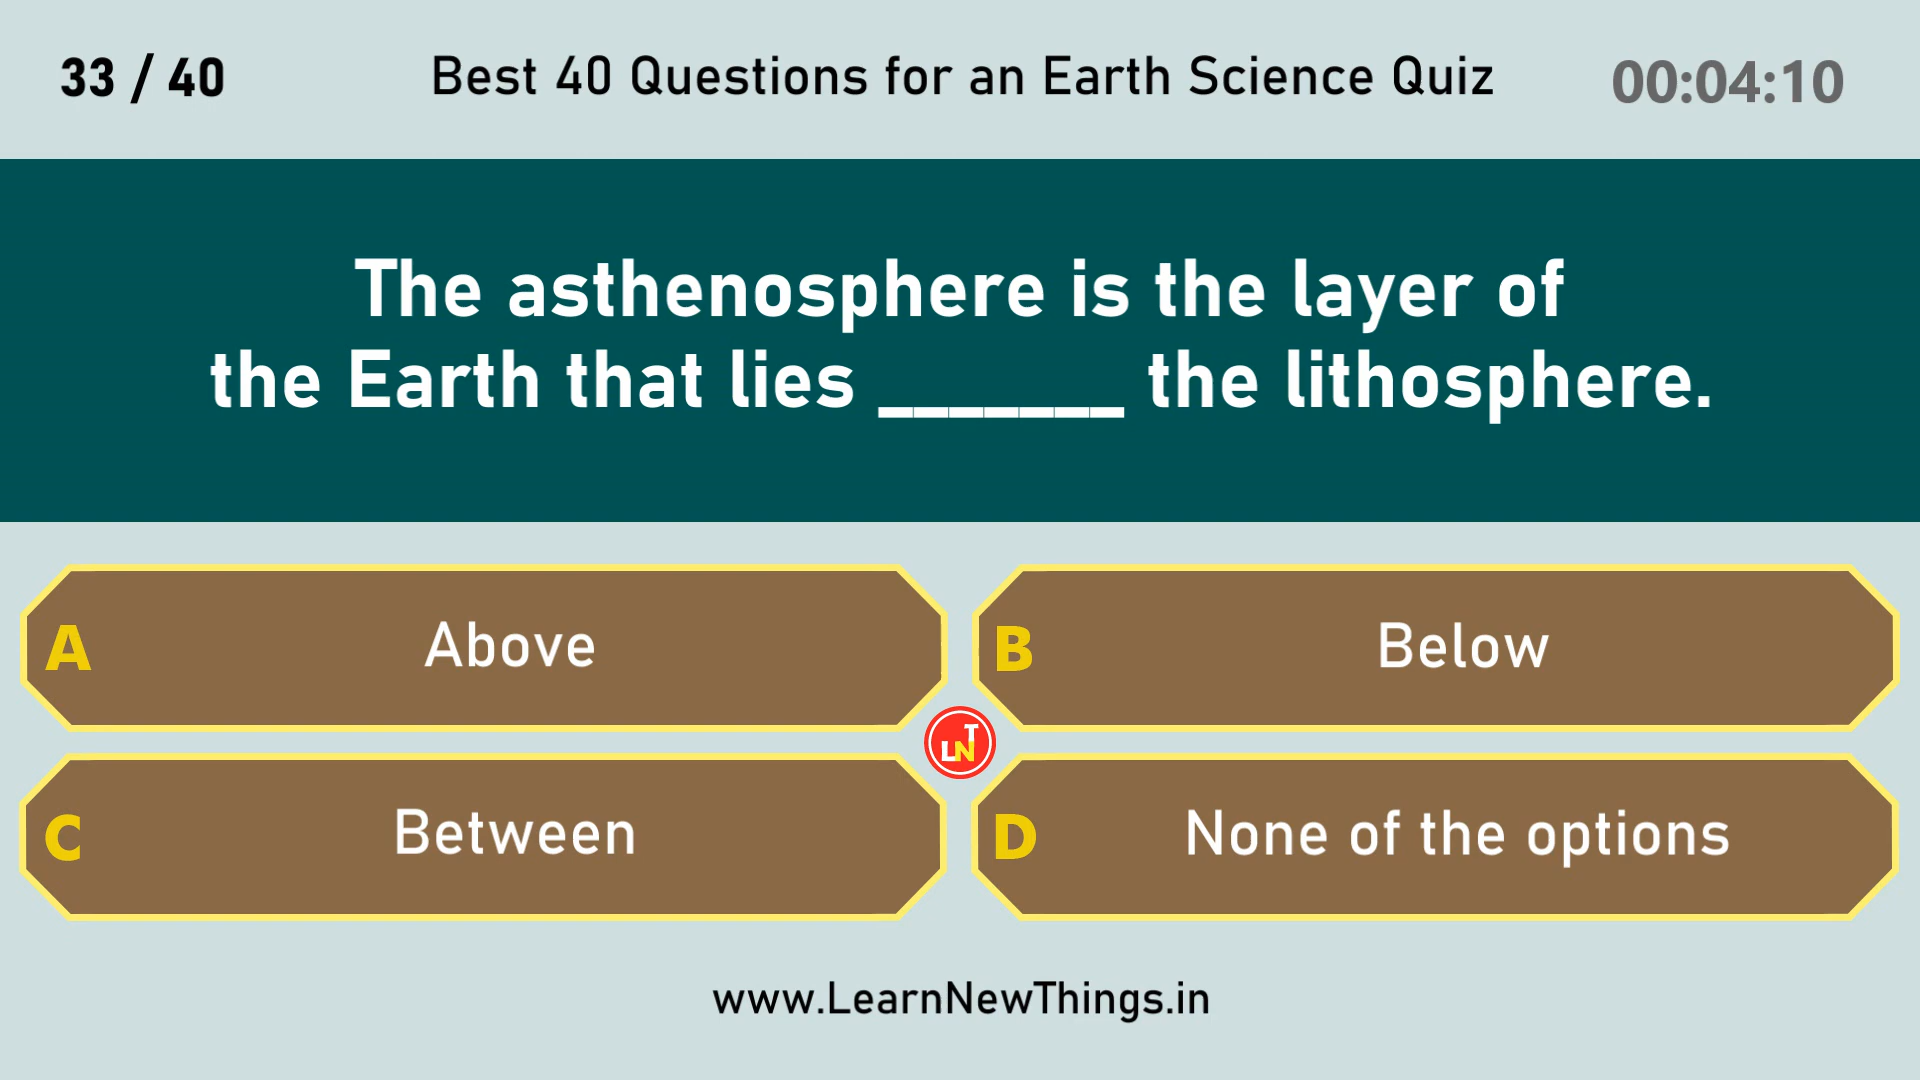 33 / 40
Best 40 Questions for an Earth Science Quiz
00:04:10
The asthenosphere is the layer of
the Earth that lies _______ the lithosphere.
A Above
B Below
LNT
C Between
D None of the options
www.LearnNewThings.in